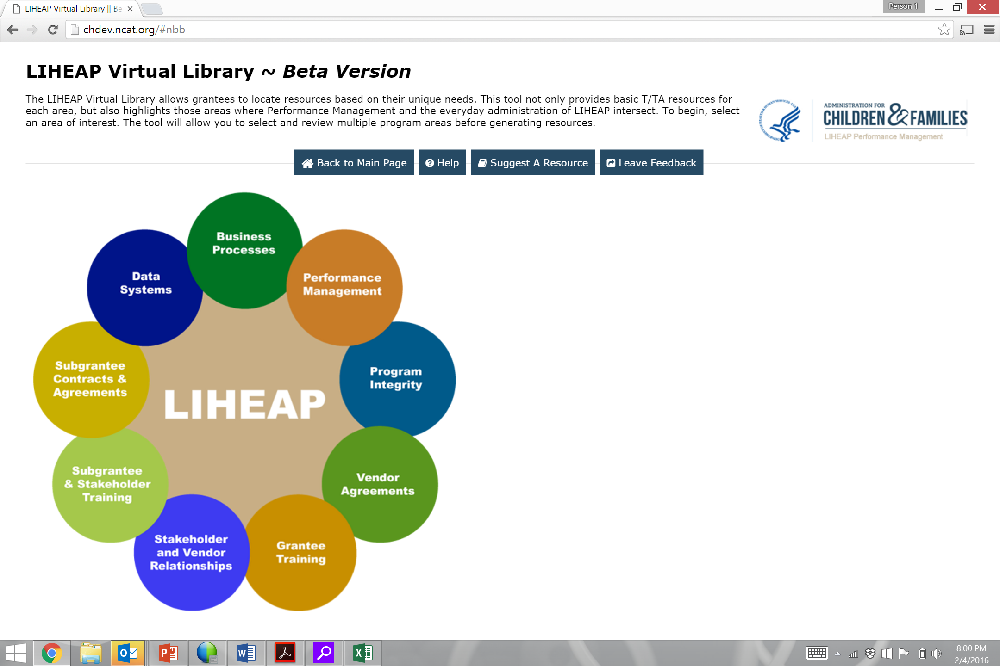 LIHEAP Virtual Library || Be
Person 1
chdev.ncat.org/#nbb
LIHEAP Virtual Library ~ Beta Version
The LIHEAP Virtual Library allows grantees to locate resources based on their unique needs. This tool not only provides basic T/TA resources for
each area, but also highlights those areas where Performance Management and the everyday administration of LIHEAP intersect. To begin, select
an area of interest. The tool will allow you to select and review multiple program areas before generating resources.
DEPARTMENT OF HEALTH & HUMAN SERVICES · USA
ADMINISTRATION FOR
CHILDREN & FAMILIES
LIHEAP Performance Management
Back to Main Page
Help
Suggest A Resource
Leave Feedback
Business
Processes
Performance
Management
Data
Systems
Program
Integrity
Subgrantee
Contracts &
Agreements
LIHEAP
Vendor
Agreements
Subgrantee
& Stakeholder
Training
Grantee
Training
Stakeholder
and Vendor
Relationships
8:00 PM
2/4/2016